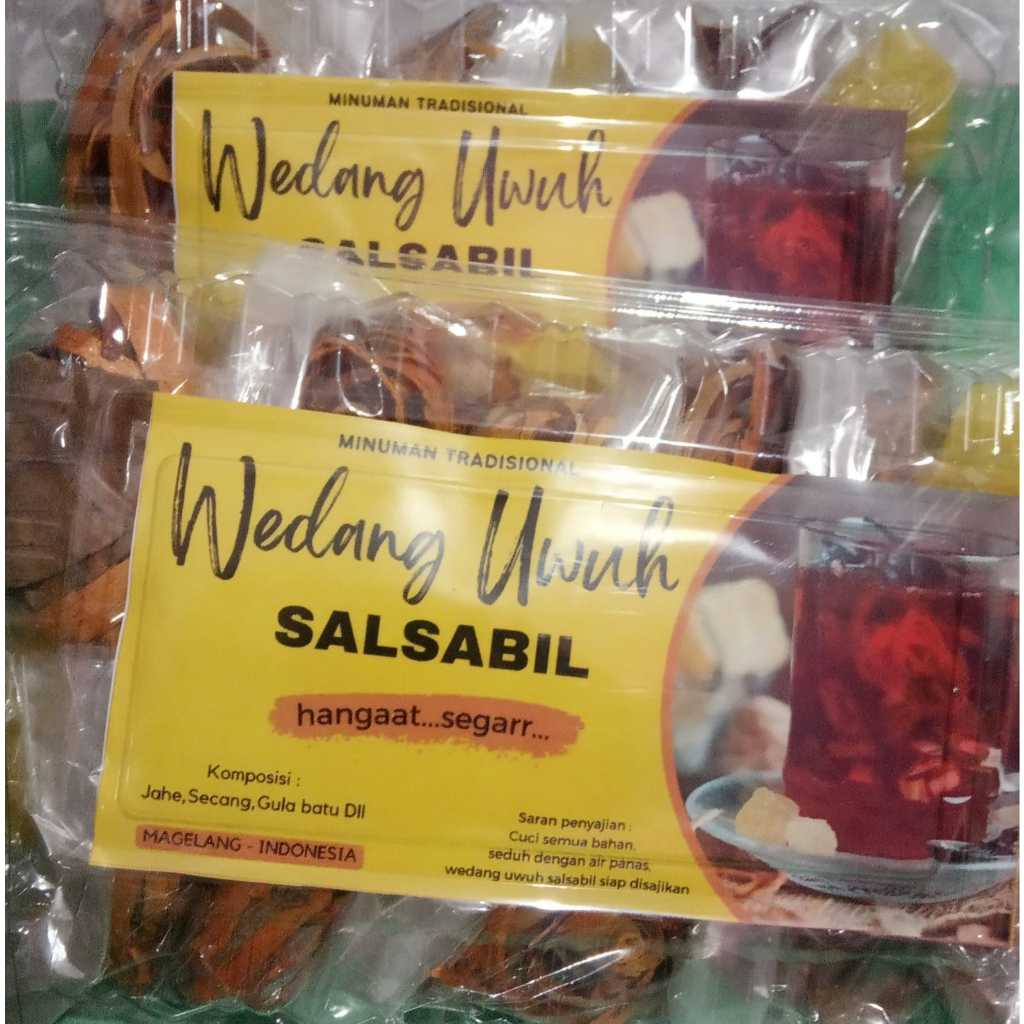 MINUMAN TRADISIONAL
Wedang Uwuh
SALSABIL
MINUMAN TRADISIONAL
Wedang Uwuh
SALSABIL
hangaat...segarr...
Komposisi :
Jahe,Secang,Gula batu Dll
MAGELANG - INDONESIA
Saran penyajian :
Cuci semua bahan,
seduh dengan air panas,
wedang uwuh salsabil siap disajikan